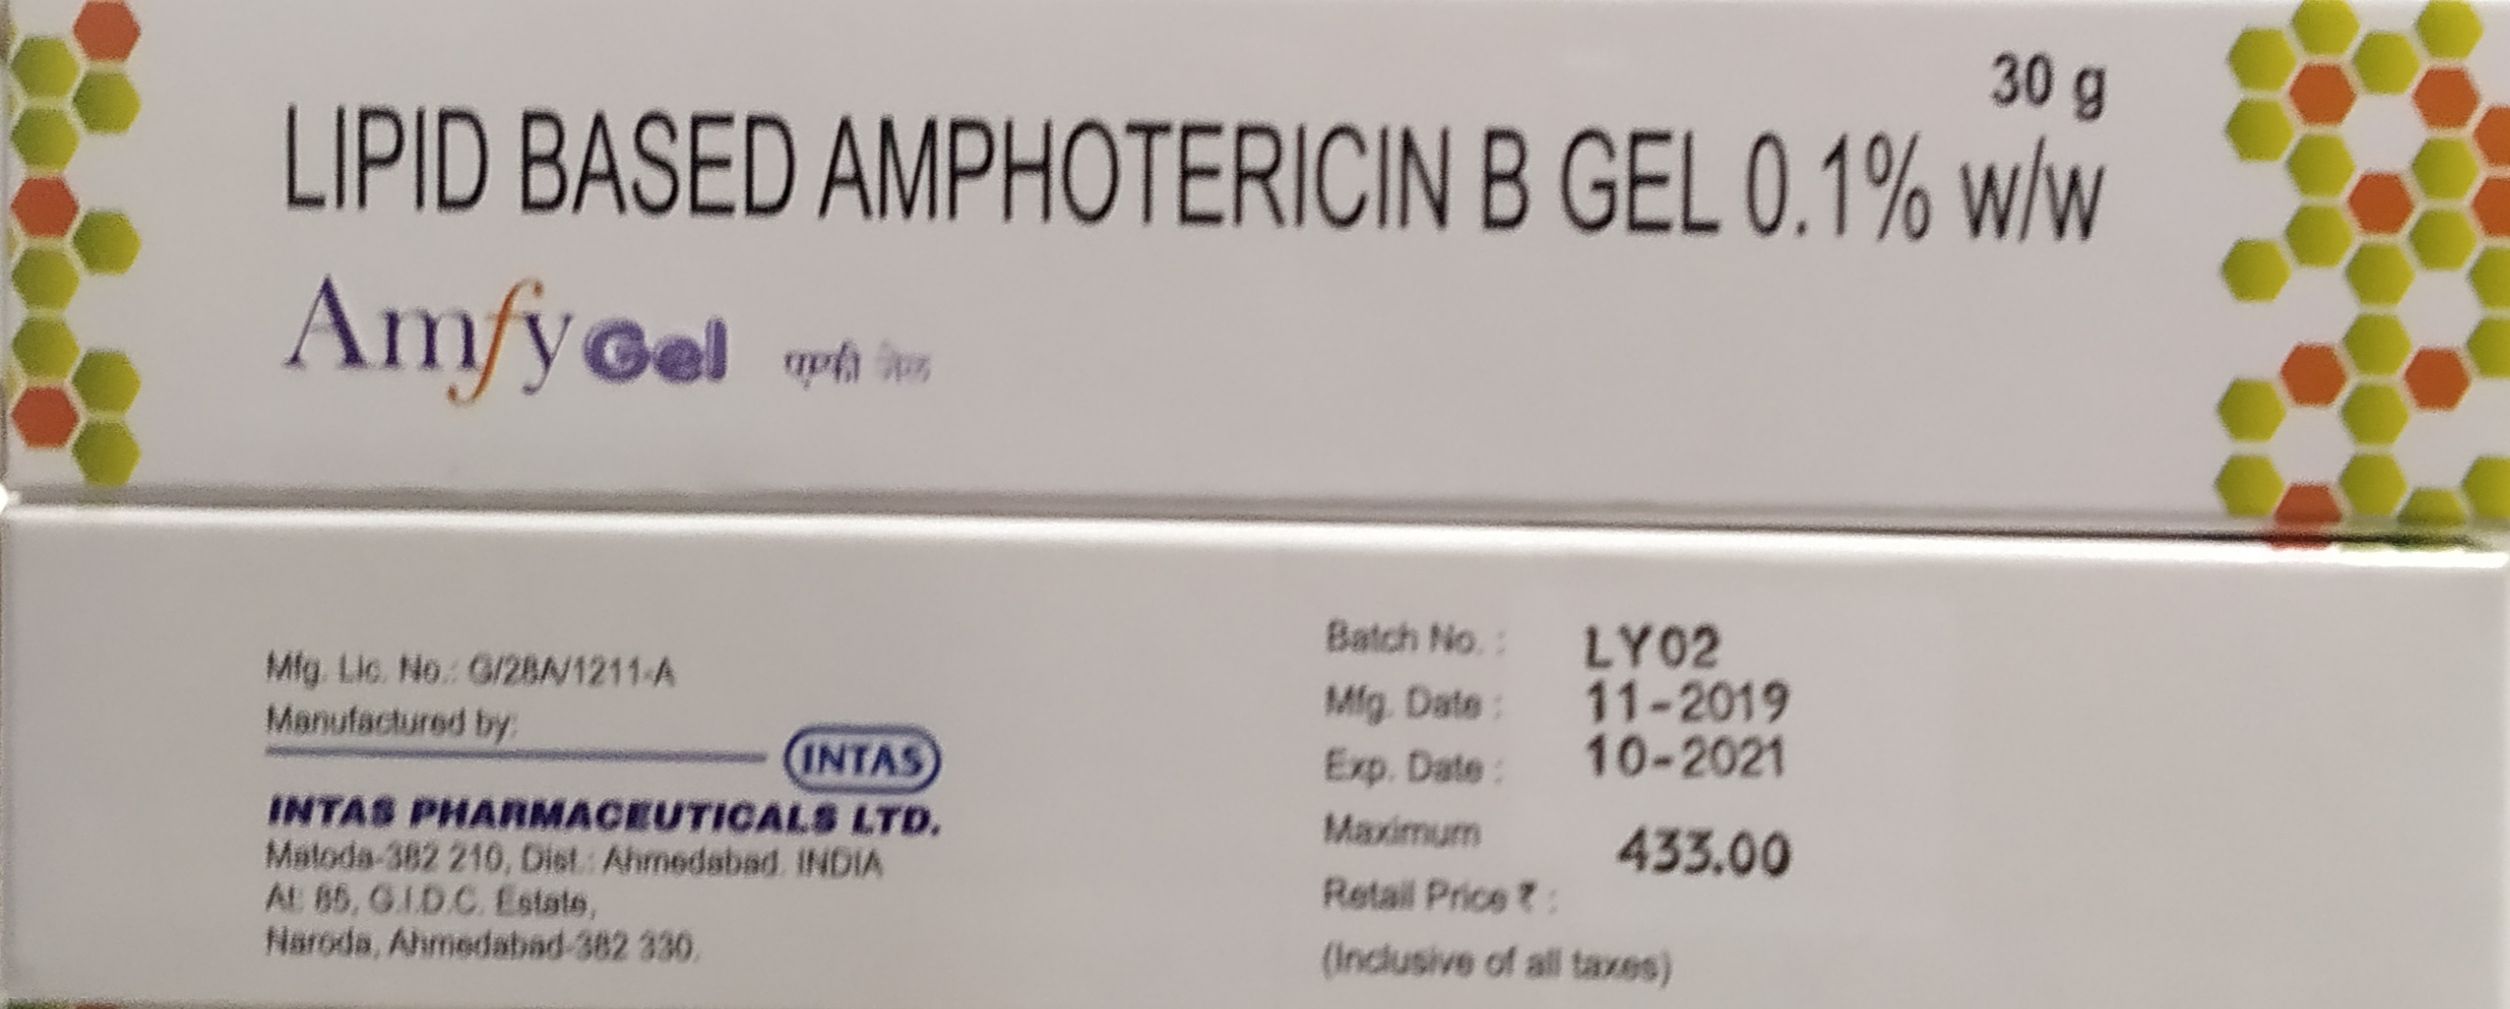 30 g
LIPID BASED AMPHOTERICIN B GEL 0.1% w/w
Amfy Gel
Mfg. Lic. No.: G/28A/1211-A
Manufactured by:
INTAS
INTAS PHARMACEUTICALS LTD.
Matoda-382 210, Dist.: Ahmedabad. INDIA
At: 85, G.I.D.C. Estate,
Naroda, Ahmedabad-382 330.
Batch No. : LY02
Mfg. Date : 11-2019
Exp. Date : 10-2021
Maximum 433.00
Retail Price ₹ :
(Inclusive of all taxes)